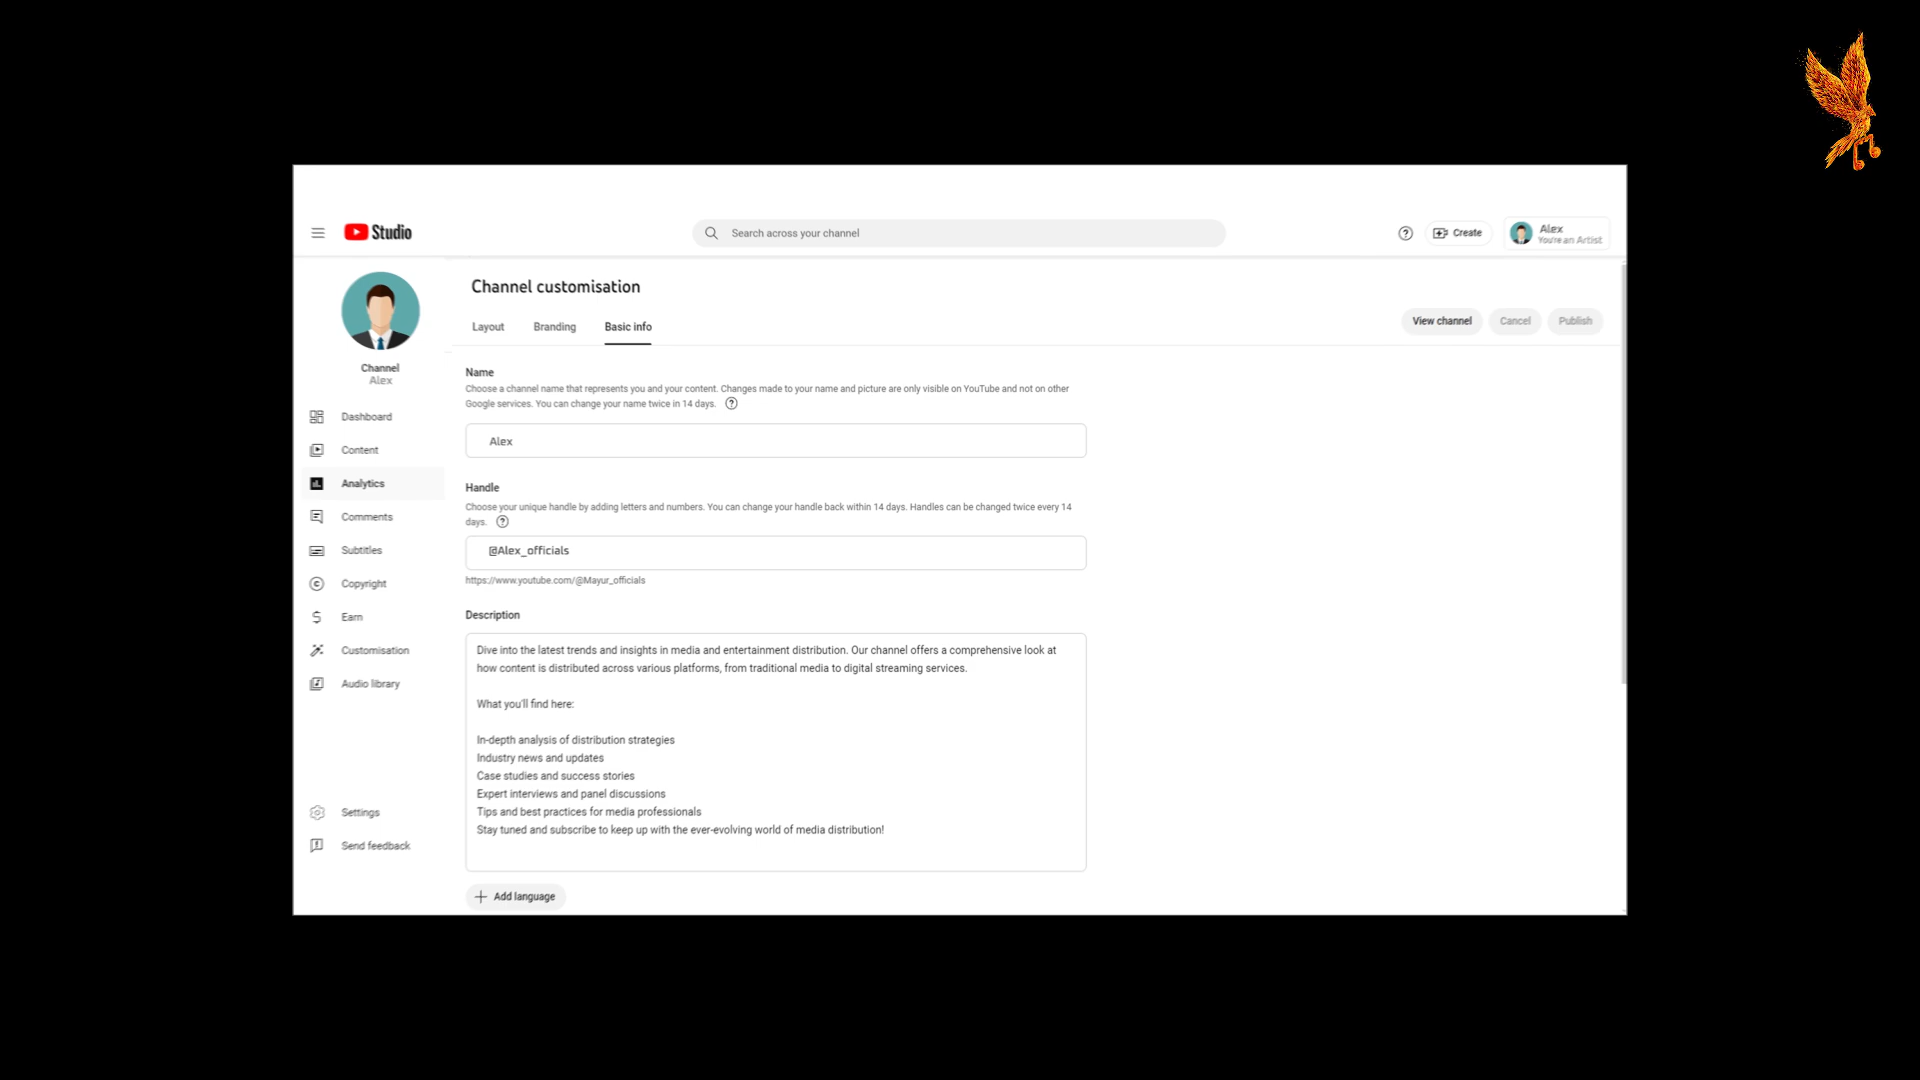 Studio
Search across your channel
Create
Alex
You're an Artist
Channel
Alex
Dashboard
Content
Analytics
Comments
Subtitles
Copyright
Earn
Customisation
Audio library
Settings
Send feedback
Channel customisation
Layout
Branding
Basic info
View channel
Cancel
Publish
Name
Choose a channel name that represents you and your content. Changes made to your name and picture are only visible on YouTube and not on other
Google services. You can change your name twice in 14 days.
Alex
Handle
Choose your unique handle by adding letters and numbers. You can change your handle back within 14 days. Handles can be changed twice every 14
days.
@Alex_officials
https://www.youtube.com/@Mayur_officials
Description
Dive into the latest trends and insights in media and entertainment distribution. Our channel offers a comprehensive look at
how content is distributed across various platforms, from traditional media to digital streaming services.
What you'll find here:
In-depth analysis of distribution strategies
Industry news and updates
Case studies and success stories
Expert interviews and panel discussions
Tips and best practices for media professionals
Stay tuned and subscribe to keep up with the ever-evolving world of media distribution!
Add language